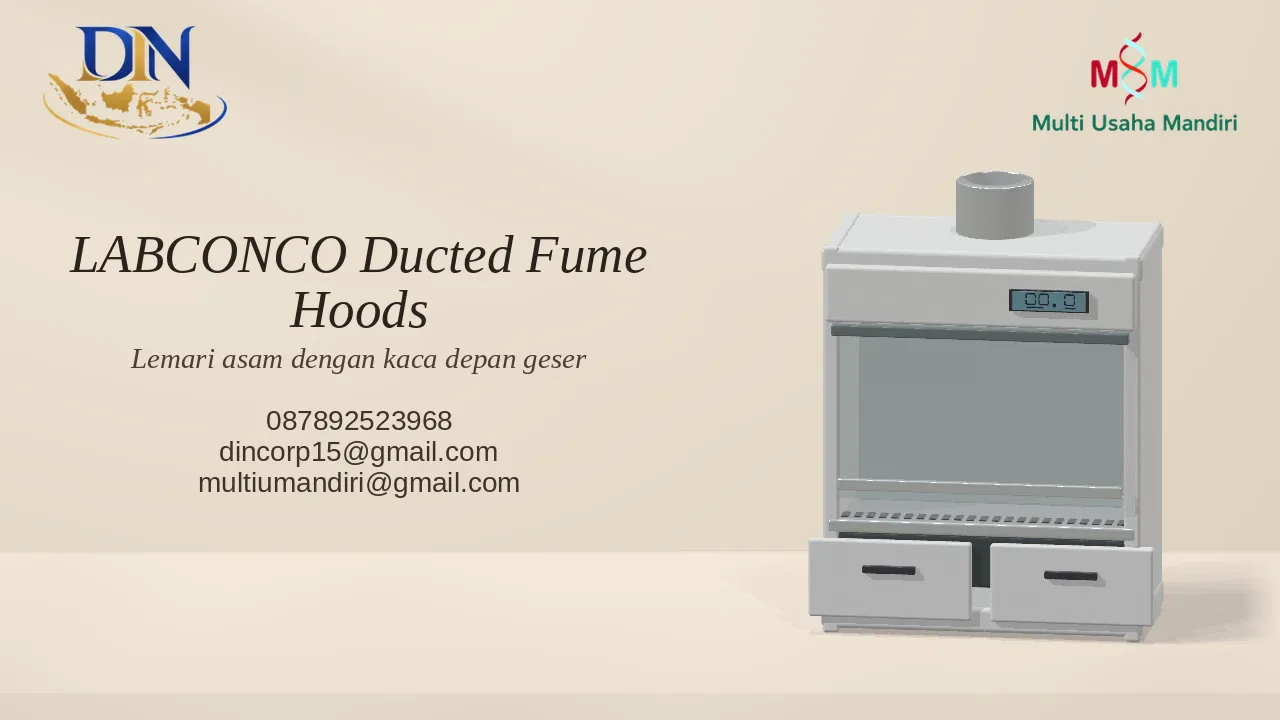 DIN
M M
Multi Usaha Mandiri
LABCONCO Ducted Fume
Hoods
Lemari asam dengan kaca depan geser
087892523968
dincorp15@gmail.com
multiumandiri@gmail.com
00.0